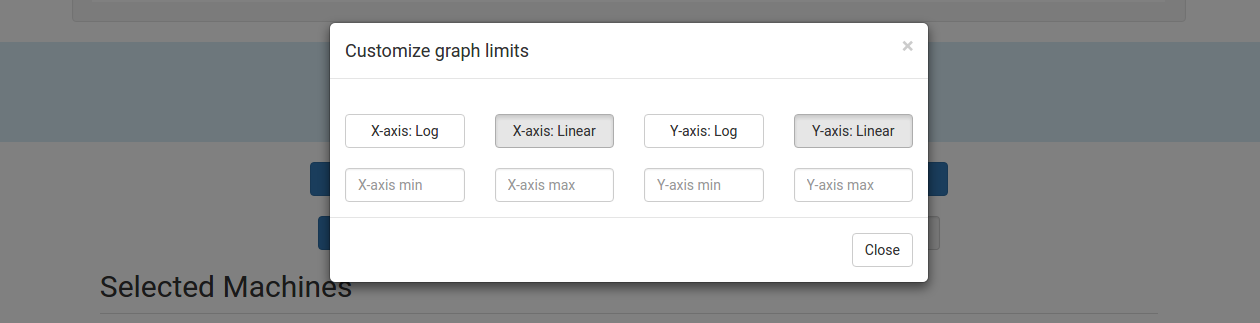 Customize graph limits ×
X-axis: Log X-axis: Linear Y-axis: Log Y-axis: Linear
X-axis min X-axis max Y-axis min Y-axis max
Close
Selected Machines